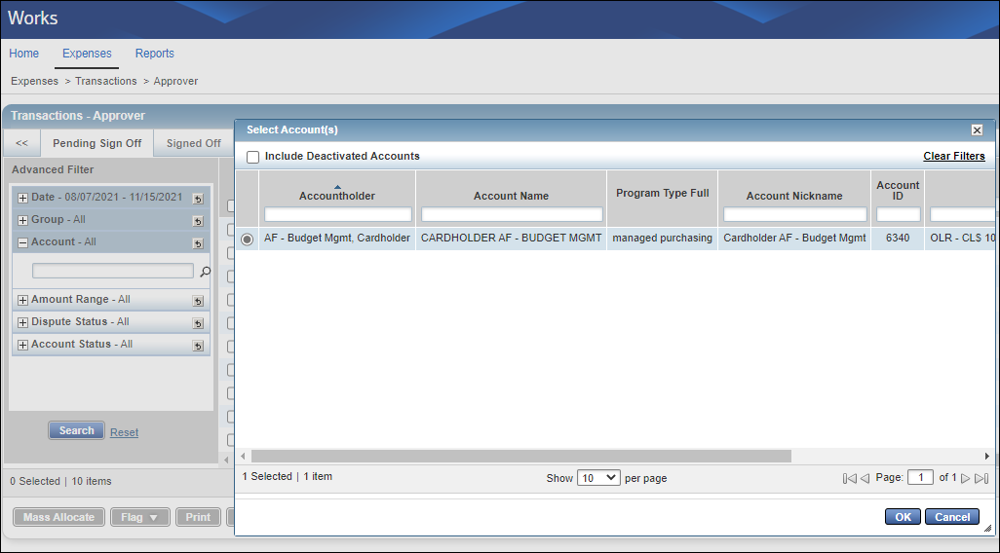 Works
Home Expenses Reports
Expenses > Transactions > Approver
Transactions - Approver
<< Pending Sign Off Signed Off
Advanced Filter
Date - 08/07/2021 - 11/15/2021
Group - All
Account - All
Amount Range - All
Dispute Status - All
Account Status - All
Search Reset
0 Selected | 10 items
Mass Allocate Flag Print
Select Account(s)
Include Deactivated Accounts Clear Filters
Accountholder Account Name Program Type Full Account Nickname Account ID
AF - Budget Mgmt, Cardholder CARDHOLDER AF - BUDGET MGMT managed purchasing Cardholder AF - Budget Mgmt 6340 OLR - CL$ 10
1 Selected | 1 item Show 10 per page Page: 1 of 1
OK Cancel